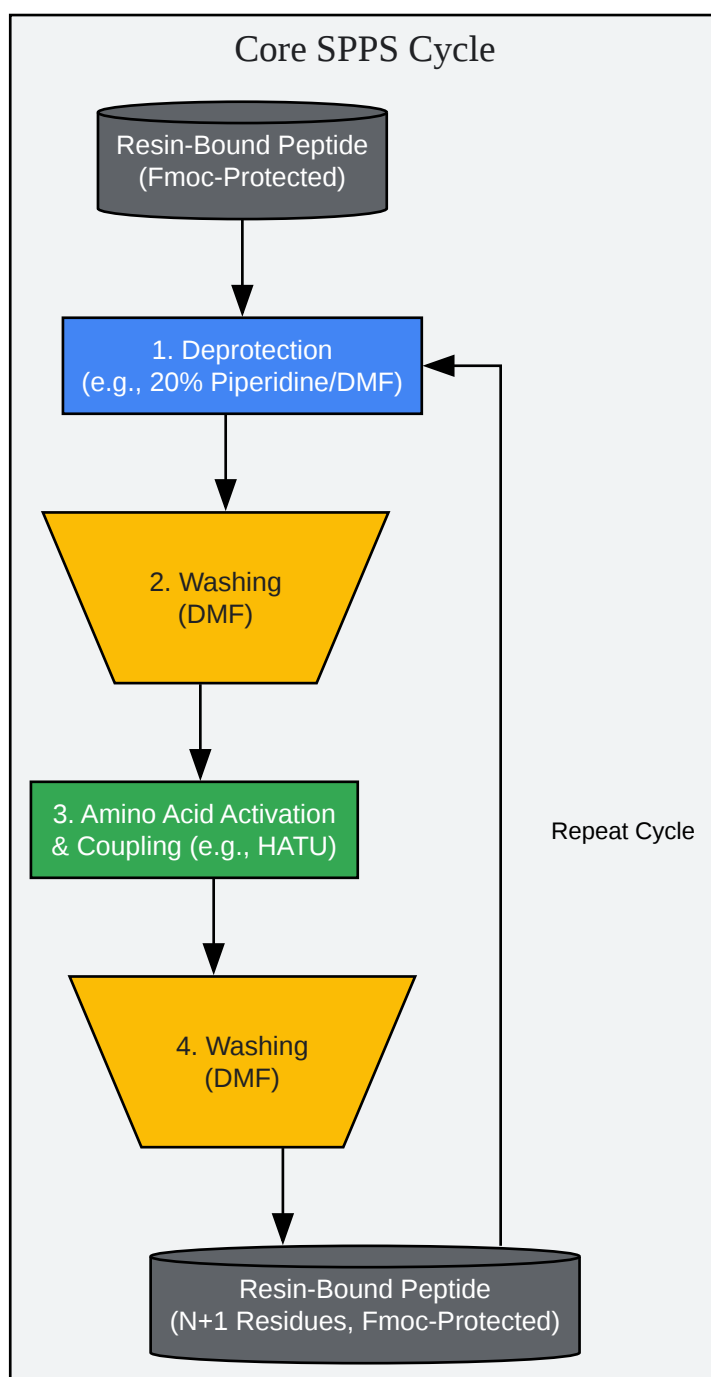 Core SPPS Cycle
Resin-Bound Peptide
(Fmoc-Protected)
1. Deprotection
(e.g., 20% Piperidine/DMF)
2. Washing
(DMF)
3. Amino Acid Activation
& Coupling (e.g., HATU)
Repeat Cycle
4. Washing
(DMF)
Resin-Bound Peptide
(N+1 Residues, Fmoc-Protected)